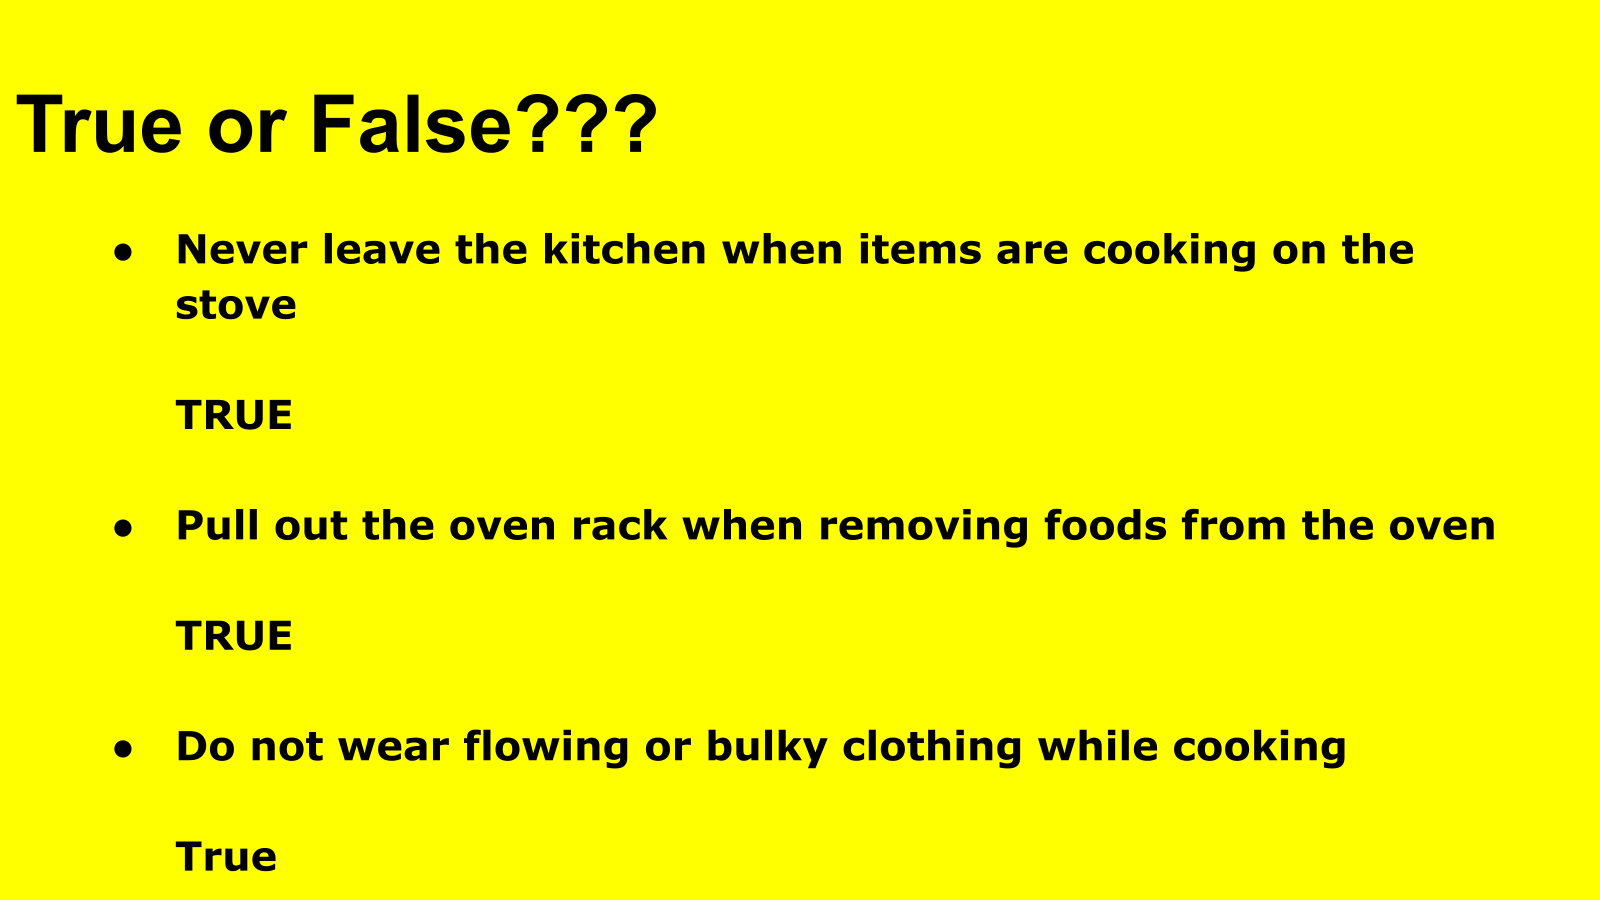 True or False???
● Never leave the kitchen when items are cooking on the
stove
TRUE
● Pull out the oven rack when removing foods from the oven
TRUE
● Do not wear flowing or bulky clothing while cooking
True